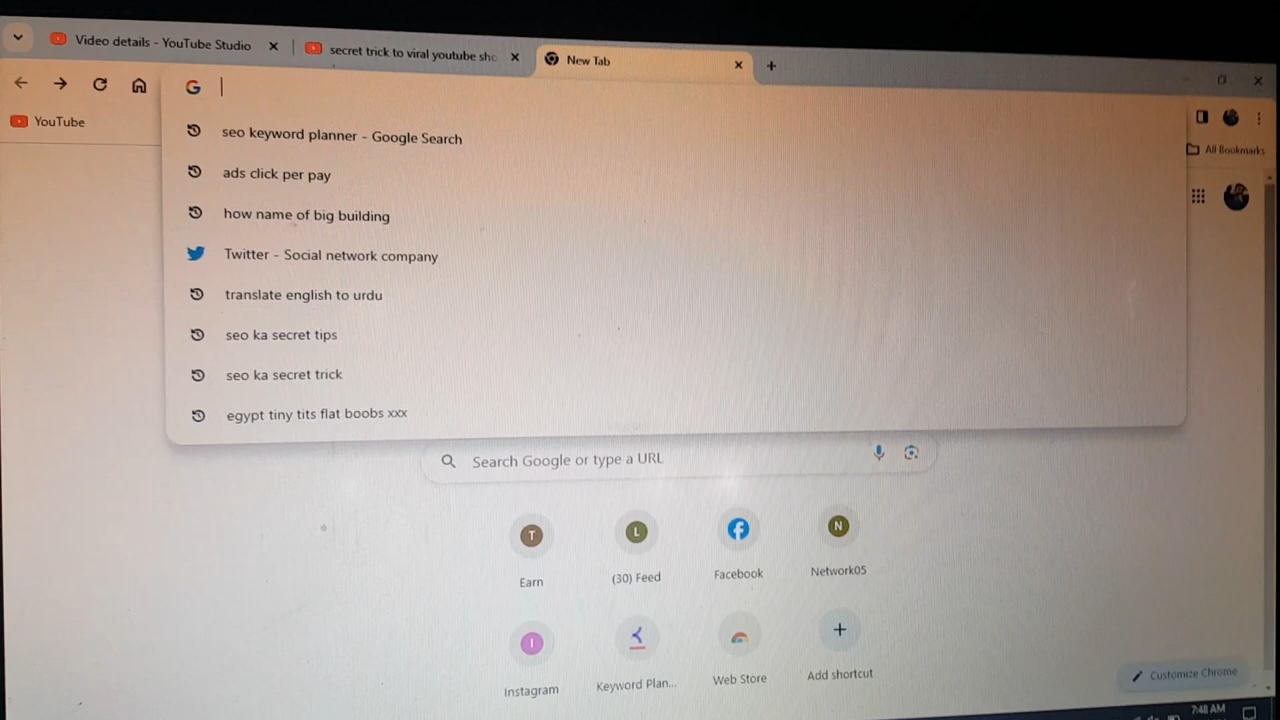 Video details - YouTube Studio
secret trick to viral youtube sho
New Tab
G
YouTube
All Bookmarks
seo keyword planner - Google Search
ads click per pay
how name of big building
Twitter - Social network company
translate english to urdu
seo ka secret tips
seo ka secret trick
egypt tiny tits flat boobs xxx
Search Google or type a URL
T
L
N
Earn
(30) Feed
Facebook
Network05
I
Instagram
Keyword Plan...
Web Store
Add shortcut
Customize Chrome
7:48 AM